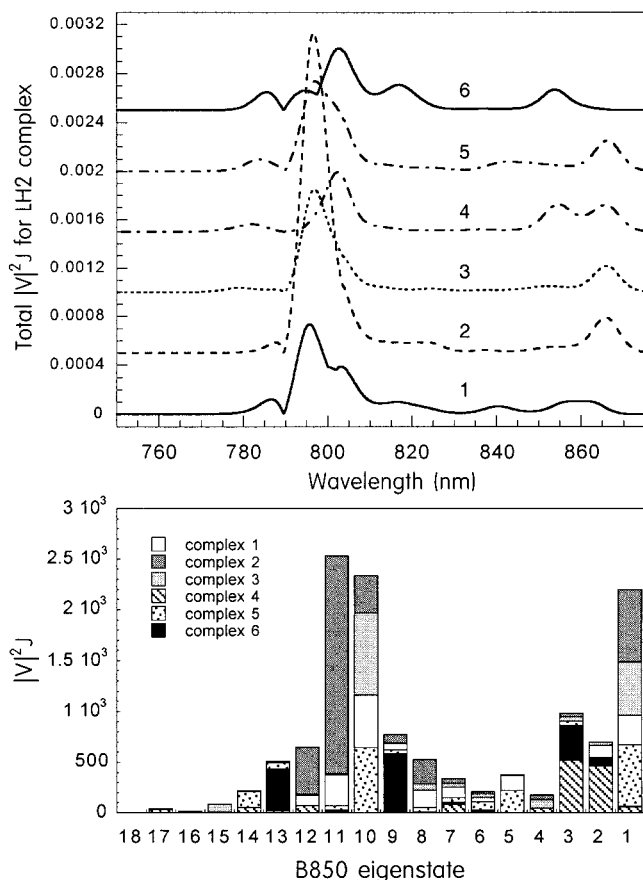 Total |V|²J for LH2 complex
0.0032
0.0028
0.0024
0.002
0.0016
0.0012
0.0008
0.0004
0
6
5
4
3
2
1
760 780 800 820 840 860
Wavelength (nm)
|V|²J
3 10³
2.5 10³
2 10³
1.5 10³
1 10³
500
0
complex 1
complex 2
complex 3
complex 4
complex 5
complex 6
18 17 16 15 14 13 12 11 10 9 8 7 6 5 4 3 2 1
B850 eigenstate